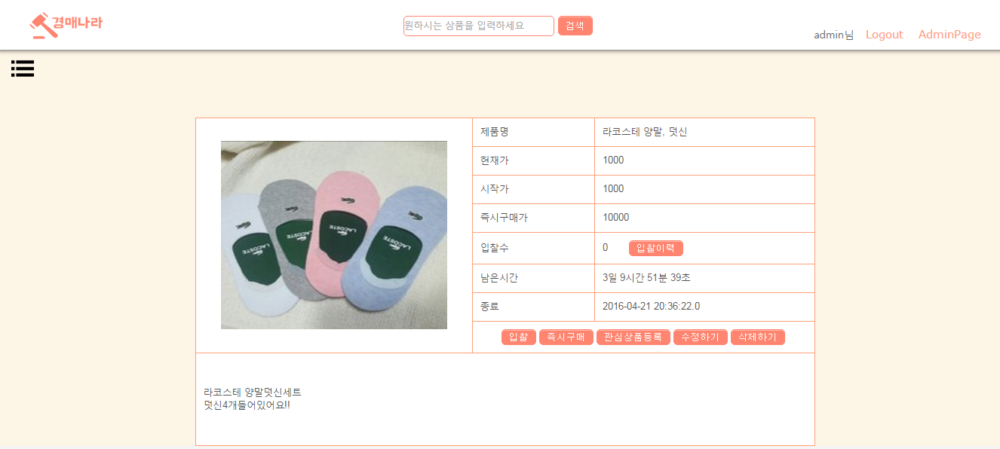 경매나라
원하시는 상품을 입력하세요 검색
admin님 Logout AdminPage
제품명 라코스테 양말, 덧신
현재가 1000
시작가 1000
즉시구매가 10000
입찰수 0 입찰이력
남은시간 3일 9시간 51분 39초
종료 2016-04-21 20:36:22.0
입찰 즉시구매 관심상품등록 수정하기 삭제하기
LACOSTE
LACOSTE
LACOSTE
LACOSTE
라코스테 양말덧신세트
덧신4개들어있어요!!